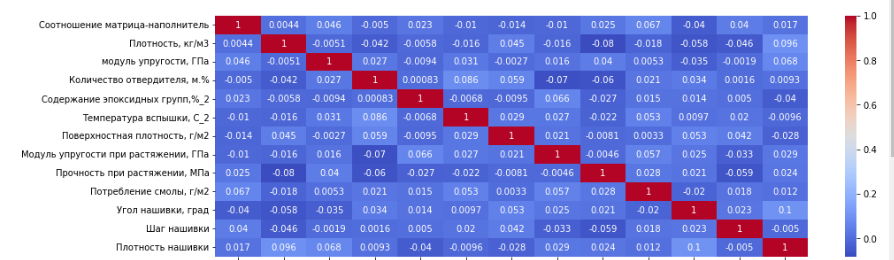 Соотношение матрица-наполнитель 1 0.0044 0.046 -0.005 0.023 -0.01 -0.014 -0.01 0.025 0.067 -0.04 0.04 0.017
Плотность, кг/м3 0.0044 1 -0.0051 -0.042 -0.0058 -0.016 0.045 -0.016 -0.08 -0.018 -0.058 -0.046 0.096
модуль упругости, ГПа 0.046 -0.0051 1 0.027 -0.0094 0.031 -0.0027 0.016 0.04 0.0053 -0.035 -0.0019 0.068
Количество отвердителя, м.% -0.005 -0.042 0.027 1 0.00083 0.086 0.059 -0.07 -0.06 0.021 0.034 0.0016 0.0093
Содержание эпоксидных групп,%_2 0.023 -0.0058 -0.0094 0.00083 1 -0.0068 -0.0095 0.066 -0.027 0.015 0.014 0.005 -0.04
Температура вспышки, С_2 -0.01 -0.016 0.031 0.086 -0.0068 1 0.029 0.027 -0.022 0.053 0.0097 0.02 -0.0096
Поверхностная плотность, г/м2 -0.014 0.045 -0.0027 0.059 -0.0095 0.029 1 0.021 -0.0081 0.0033 0.053 0.042 -0.028
Модуль упругости при растяжении, ГПа -0.01 -0.016 0.016 -0.07 0.066 0.027 0.021 1 -0.0046 0.057 0.025 -0.033 0.029
Прочность при растяжении, МПа 0.025 -0.08 0.04 -0.06 -0.027 -0.022 -0.0081 -0.0046 1 0.028 0.021 -0.059 0.024
Потребление смолы, г/м2 0.067 -0.018 0.0053 0.021 0.015 0.053 0.0033 0.057 0.028 1 -0.02 0.018 0.012
Угол нашивки, град -0.04 -0.058 -0.035 0.034 0.014 0.0097 0.053 0.025 0.021 -0.02 1 0.023 0.1
Шаг нашивки 0.04 -0.046 -0.0019 0.0016 0.005 0.02 0.042 -0.033 -0.059 0.018 0.023 1 -0.005
Плотность нашивки 0.017 0.096 0.068 0.0093 -0.04 -0.0096 -0.028 0.029 0.024 0.012 0.1 -0.005 1
1.0
0.8
0.6
0.4
0.2
0.0